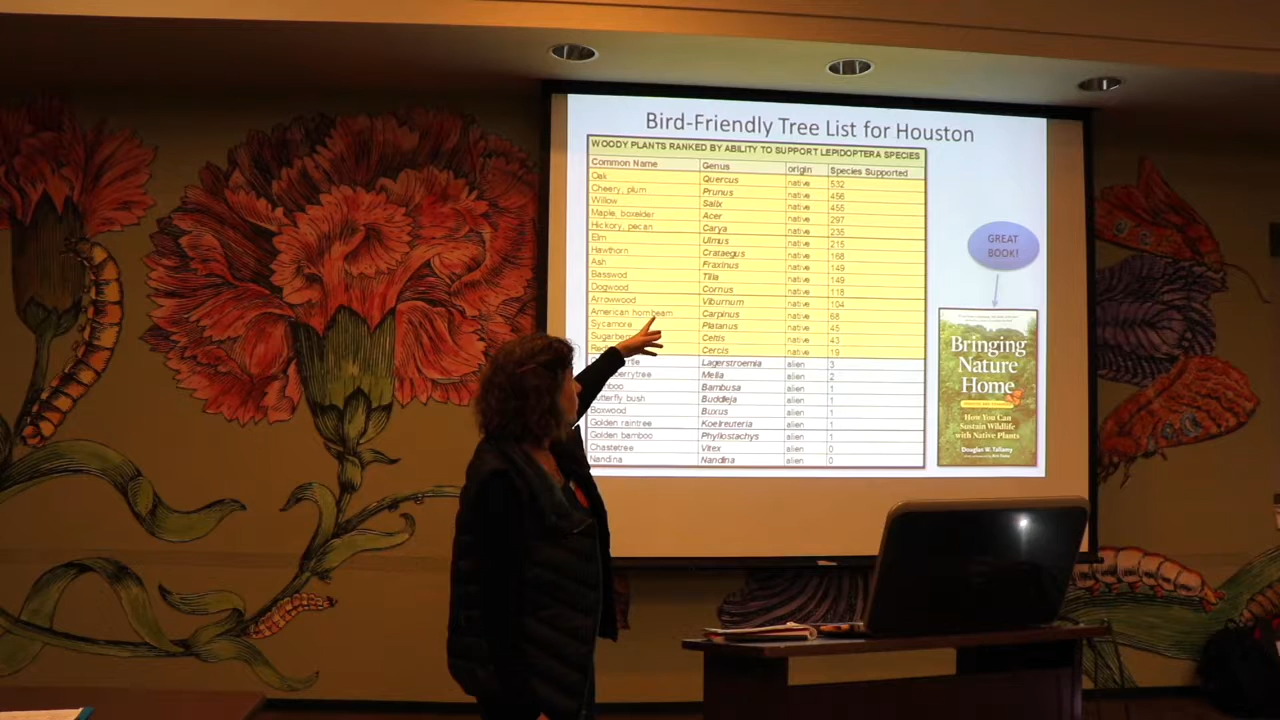 Bird-Friendly Tree List for Houston
WOODY PLANTS RANKED BY ABILITY TO SUPPORT LEPIDOPTERA SPECIES
Common Name Genus origin Species Supported
Oak Quercus native 532
Cheery, plum Prunus native 456
Willow Salix native 455
Maple, boxelder Acer native 297
Hickory, pecan Carya native 235
Elm Ulmus native 215
Hawthorn Crataegus native 168
Ash Fraxinus native 149
Basswod Tilia native 149
Dogwood Cornus native 118
Arrowwood Viburnum native 104
American hornbeam Carpinus native 68
Sycamore Platanus native 45
Celtis native 43
Cercis native 19
Lagerstroemia alien 3
Melia alien 2
Bambusa alien 1
Butterfly bush Buddleja alien 1
Boxwood Buxus alien 1
Golden raintree Koelreuteria alien 1
Golden bamboo Phyllostachys alien 1
Chastetree Vitex alien 0
Nandina Nandina alien 0
GREAT
BOOK!
Bringing
Nature
Home
How You Can
Sustain Wildlife
with Native Plants
Douglas W. Tallamy